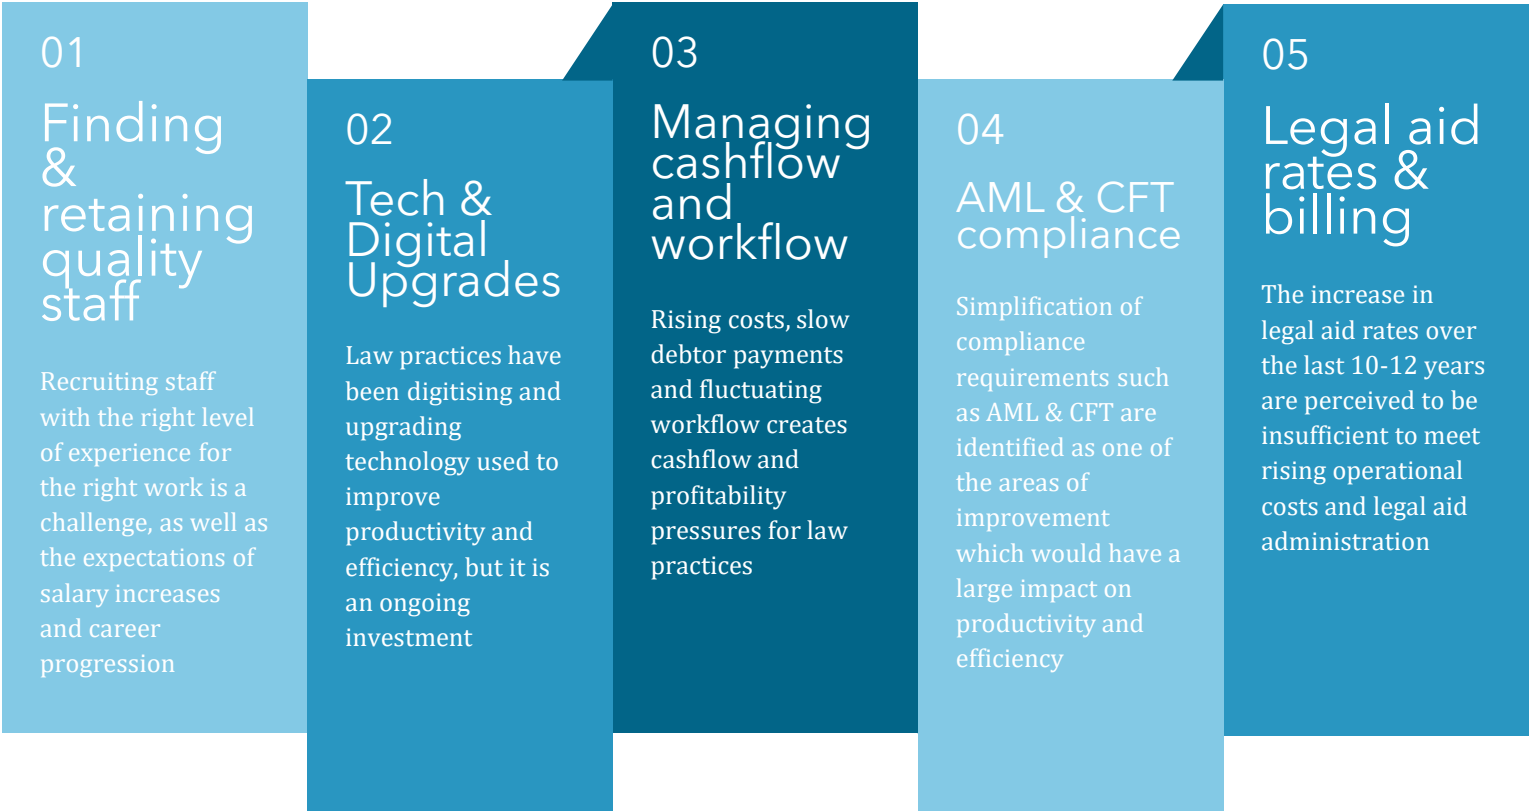 01
Finding
&
retaining
quality
staff
Recruiting staff
with the right level
of experience for
the right work is a
challenge, as well as
the expectations of
salary increases
and career
progression
02
Tech &
Digital
Upgrades
Law practices have
been digitising and
upgrading
technology used to
improve
productivity and
efficiency, but it is
an ongoing
investment
03
Managing
cashflow
and
workflow
Rising costs, slow
debtor payments
and fluctuating
workflow creates
cashflow and
profitability
pressures for law
practices
04
AML & CFT
compliance
Simplification of
compliance
requirements such
as AML & CFT are
identified as one of
the areas of
improvement
which would have a
large impact on
productivity and
efficiency
05
Legal aid
rates &
billing
The increase in
legal aid rates over
the last 10-12 years
are perceived to be
insufficient to meet
rising operational
costs and legal aid
administration